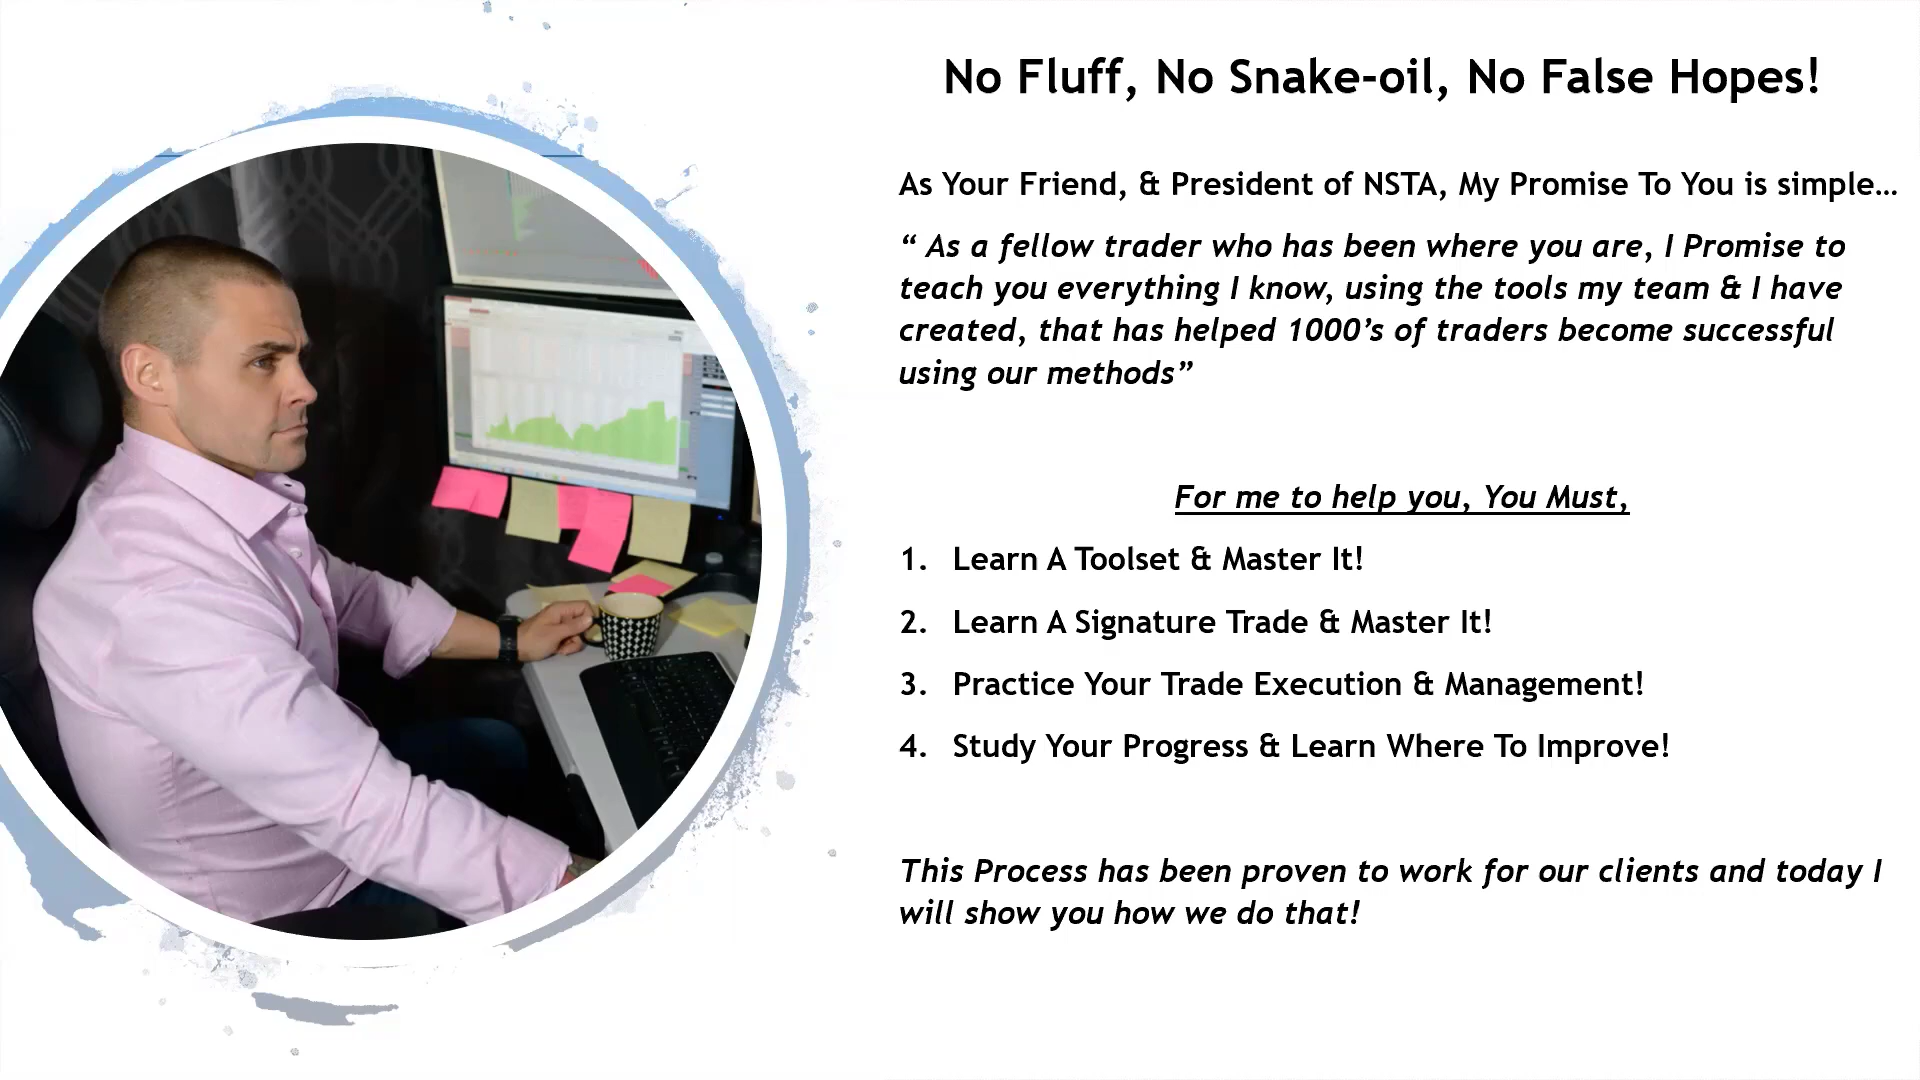 No Fluff, No Snake-oil, No False Hopes!
As Your Friend, & President of NSTA, My Promise To You is simple…
“ As a fellow trader who has been where you are, I Promise to
teach you everything I know, using the tools my team & I have
created, that has helped 1000’s of traders become successful
using our methods”
For me to help you, You Must,
1. Learn A Toolset & Master It!
2. Learn A Signature Trade & Master It!
3. Practice Your Trade Execution & Management!
4. Study Your Progress & Learn Where To Improve!
This Process has been proven to work for our clients and today I
will show you how we do that!